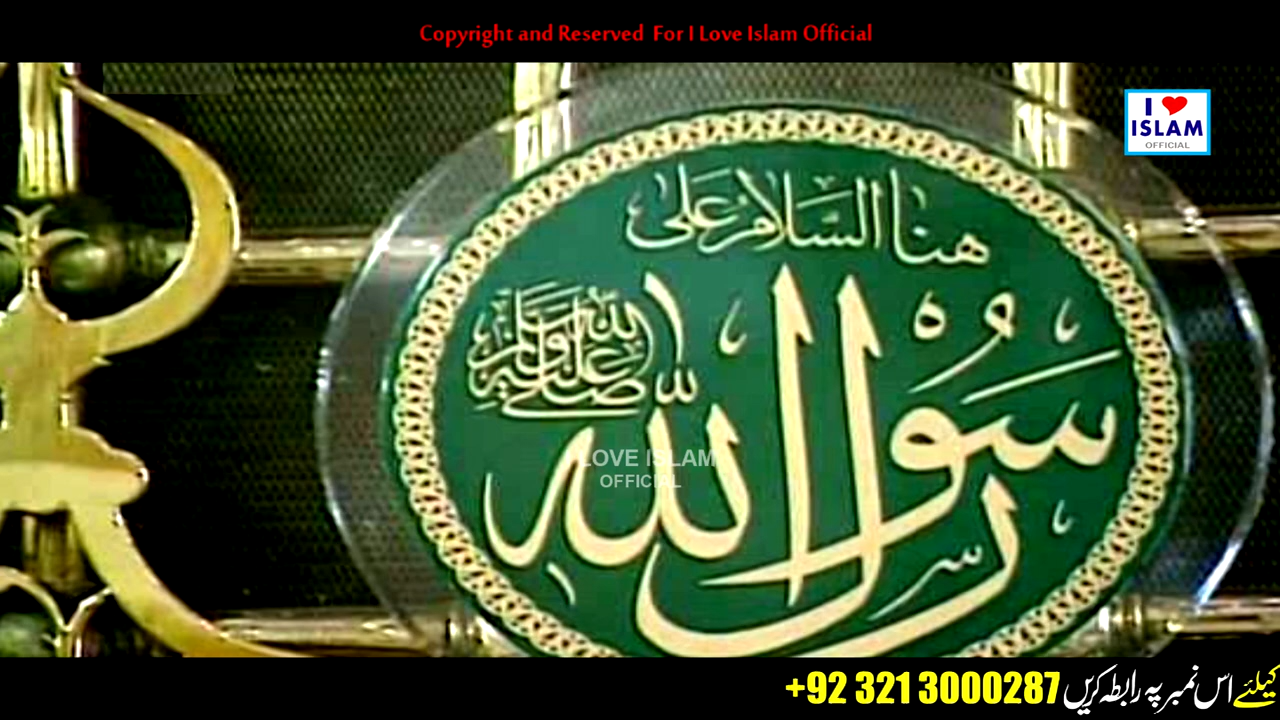 Copyright and Reserved For I Love Islam Official
I ❤ ISLAM
OFFICIAL
هنا السلام على
رسول الله
صلى الله عليه وسلم
LOVE ISLAM
OFFICIAL
کیلئے اس نمبر پہ رابطہ کریں +92 321 3000287